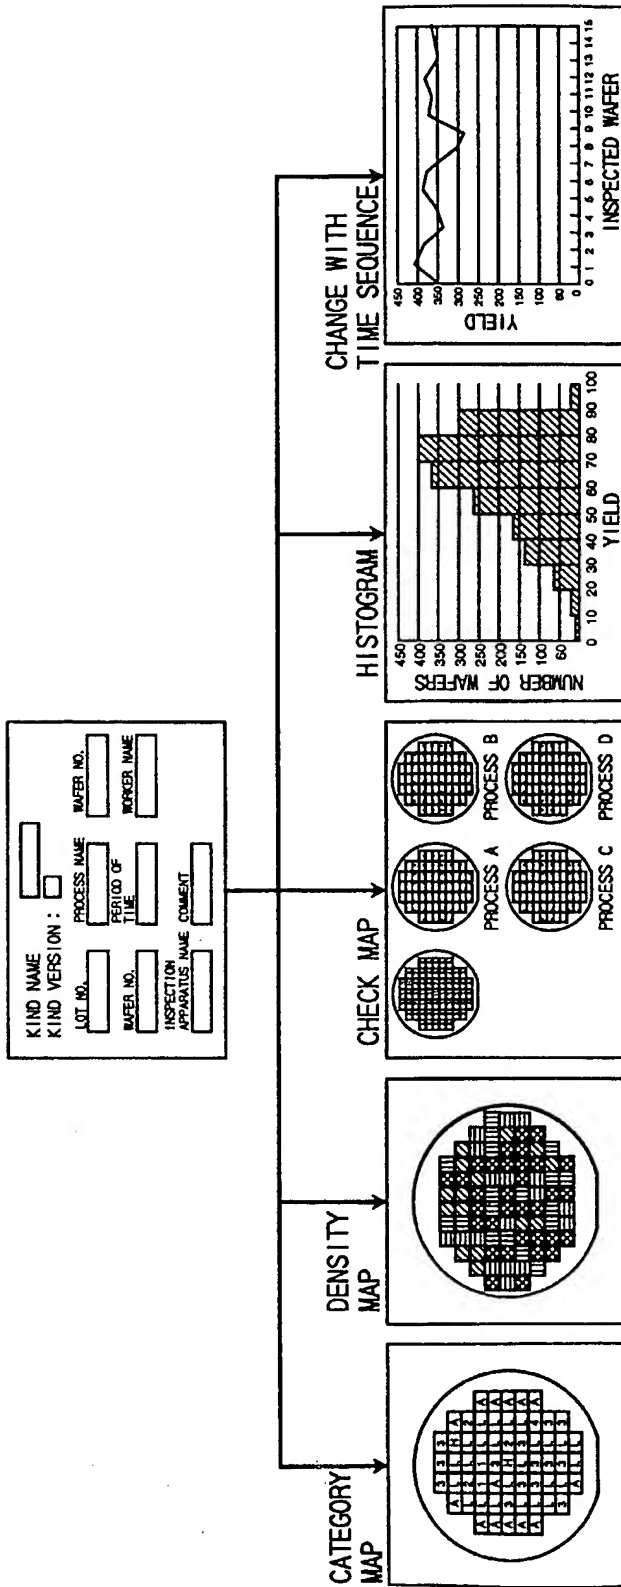 KIND NAME
KIND VERSION :
LOT NO.
PROCESS NAME
WAFER NO.
WAFER NO.
PERIOD OF
TIME
WORKER NAME
INSPECTION
APPARATUS NAME
COMMENT
CATEGORY
MAP
DENSITY
MAP
CHECK MAP
PROCESS A
PROCESS B
PROCESS C
PROCESS D
HISTOGRAM
NUMBER OF WAFERS
450
400
350
300
250
200
150
100
60
0 10 20 30 40 50 60 70 80 90 100
YIELD
CHANGE WITH
TIME SEQUENCE
YIELD
450
400
350
300
250
200
150
100
60
0
0 1 2 3 4 5 6 7 8 9 10 11 12 13 14 15
INSPECTED WAFER